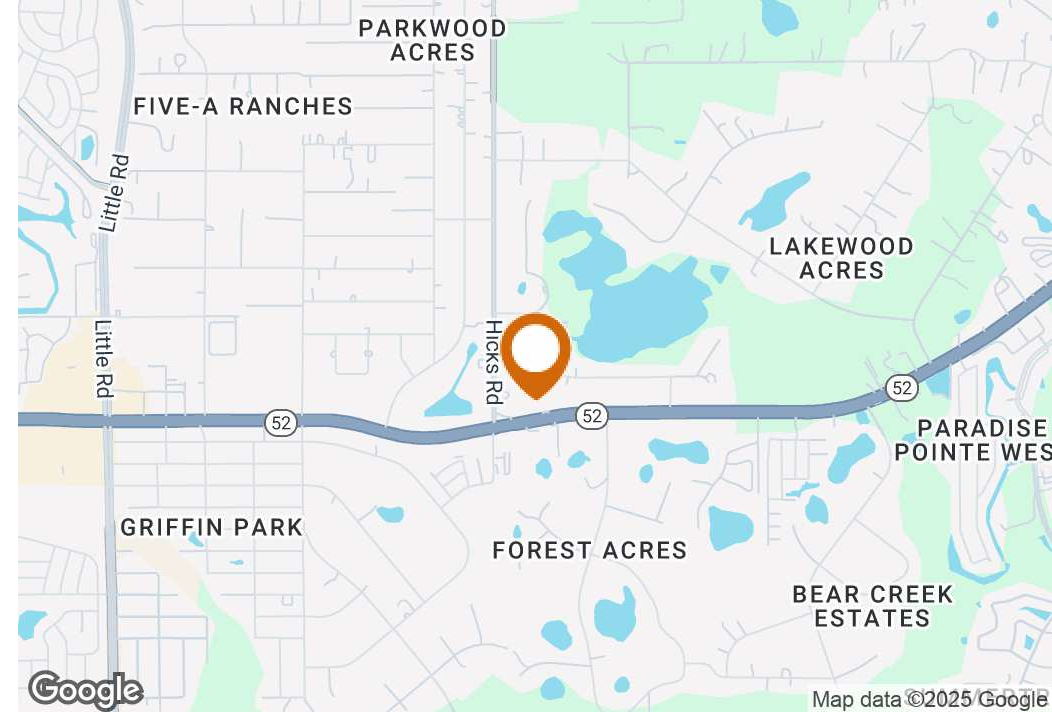 PARKWOOD
ACRES
FIVE-A RANCHES
Little Rd
LAKEWOOD
ACRES
Little Rd
Hicks Rd
52
52
52
PARADISE
POINTE WES
GRIFFIN PARK
FOREST ACRES
BEAR CREEK
ESTATES
Google
Map data ©2025 Google